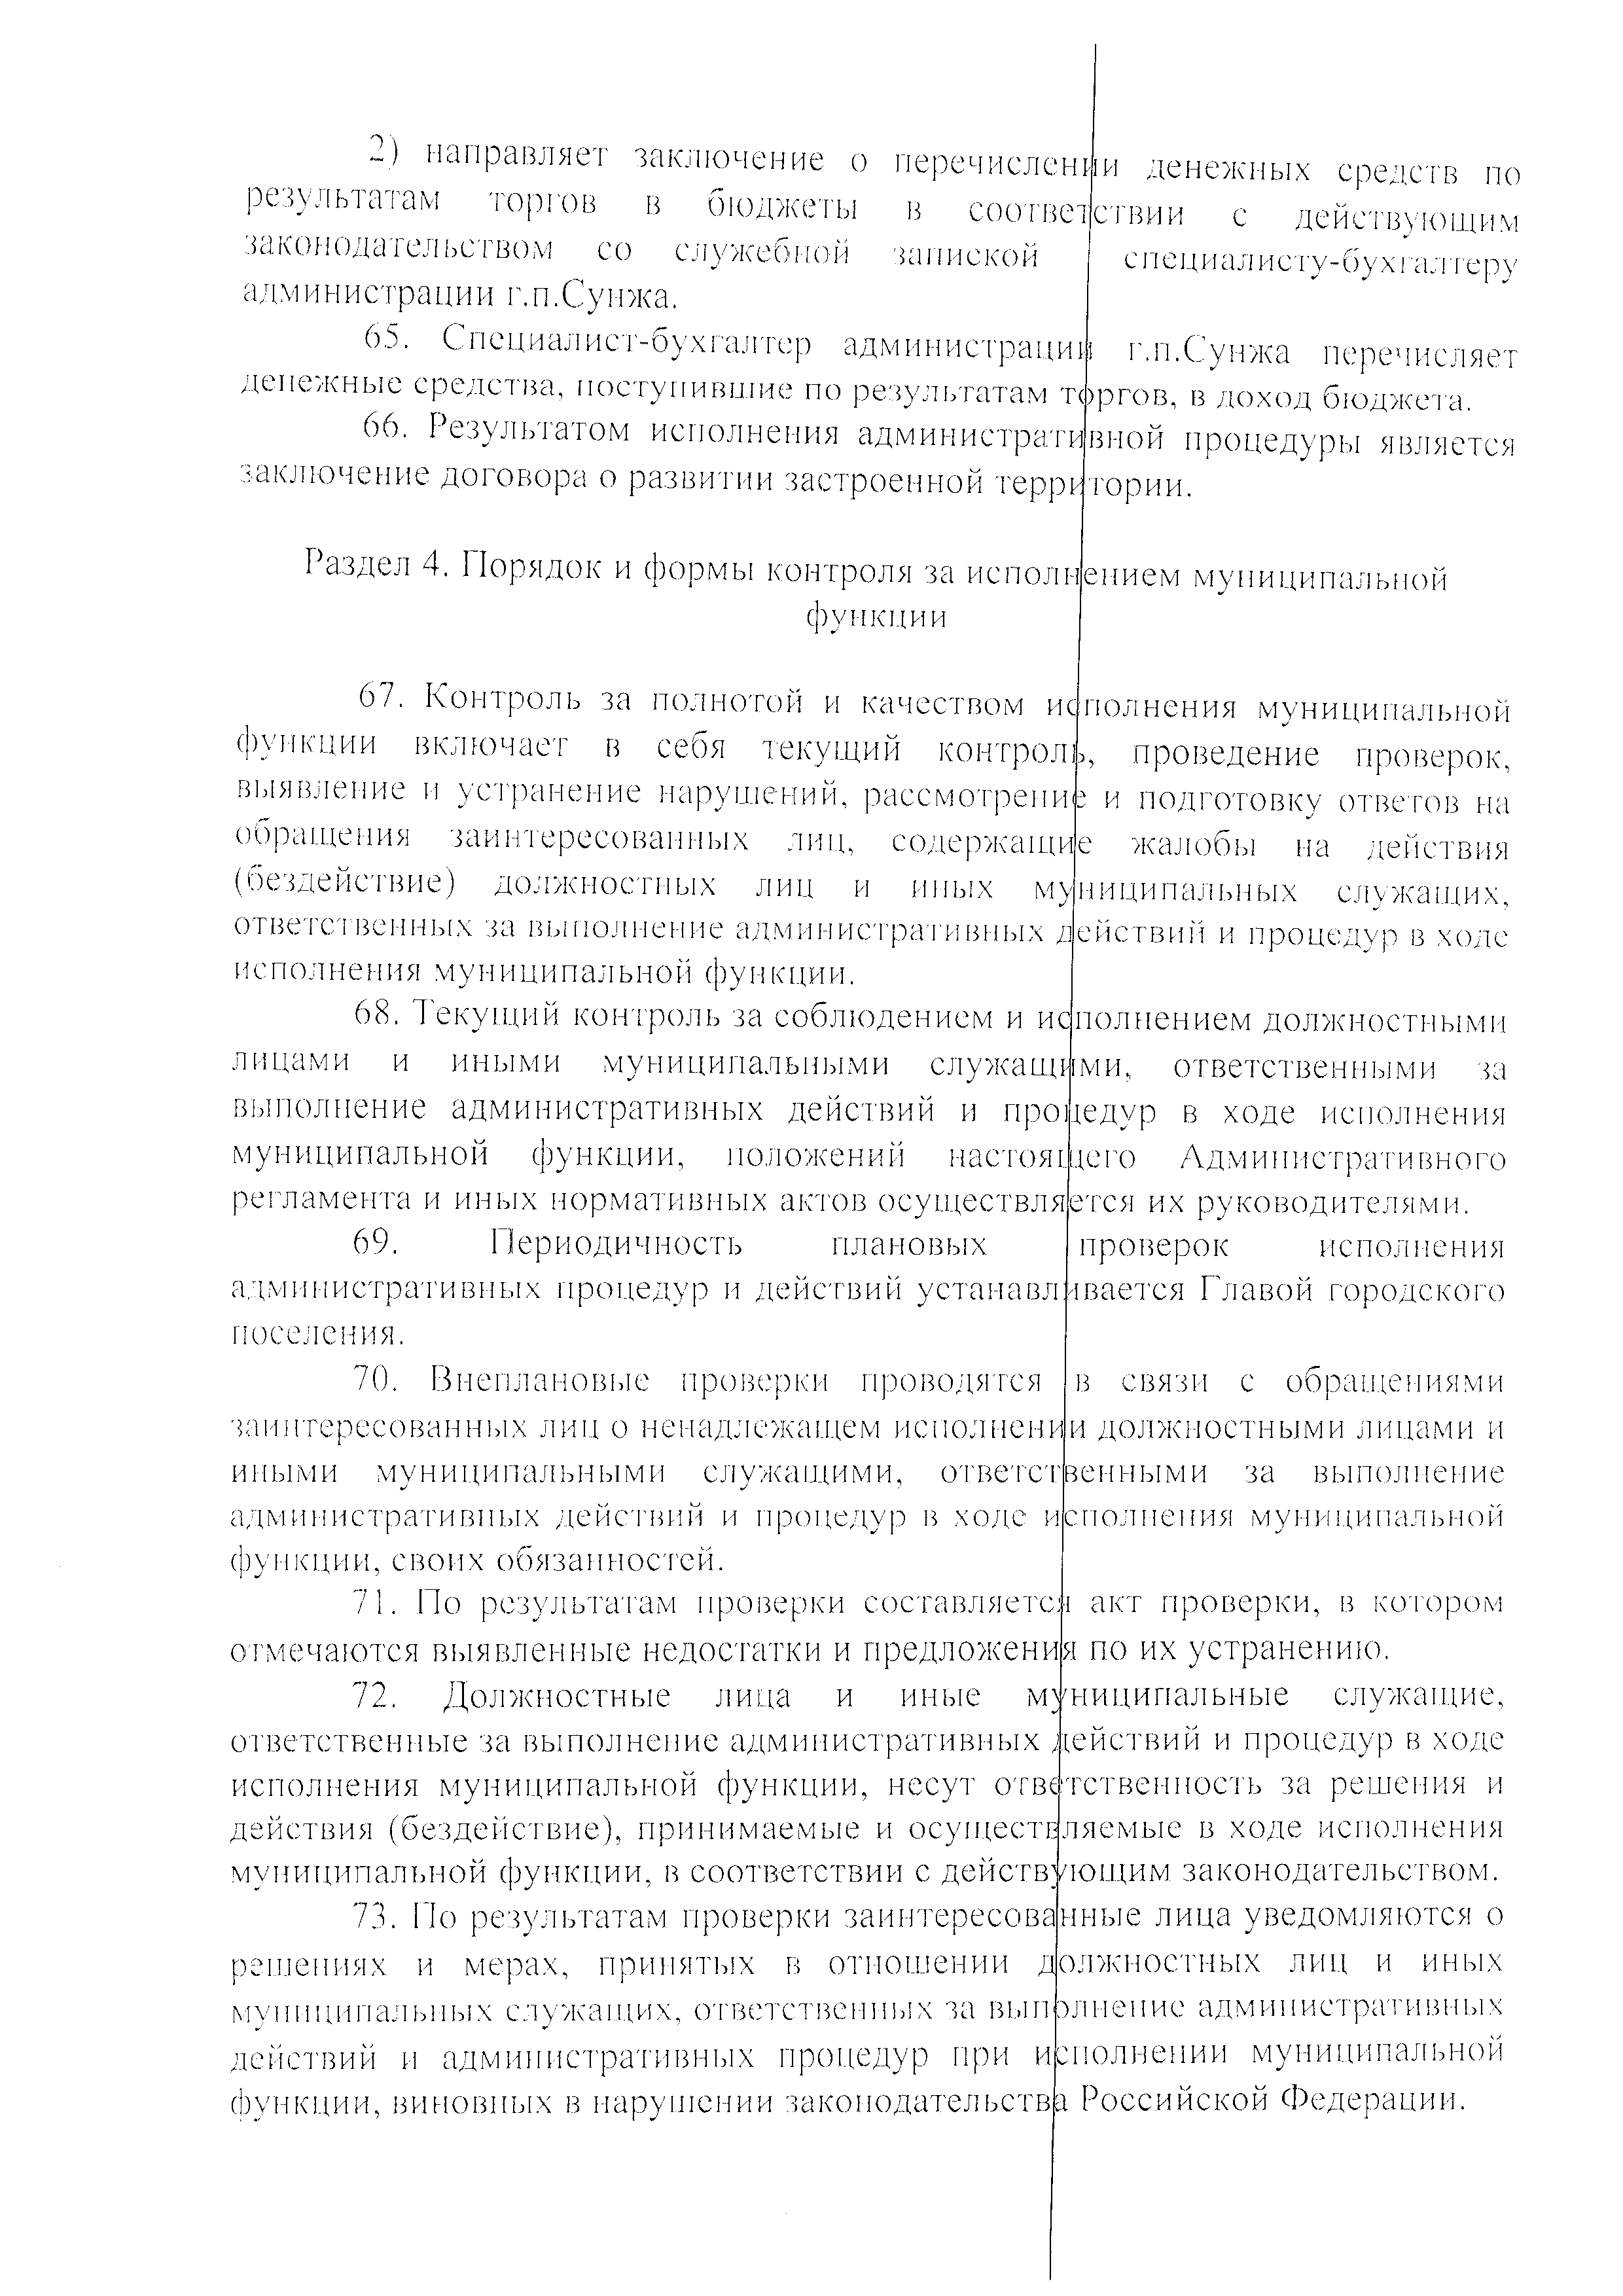 2) направляет заключение о перечислении денежных средств по
результатам торгов в бюджеты в соответствии с действующим
законодательством со служебной запиской специалисту-бухгалтеру
администрации г.п.Сунжа.
65. Специалист-бухгалтер администрации г.п.Сунжа перечисляет
денежные средства, поступившие по результатам торгов, в доход бюджета.
66. Результатом исполнения административной процедуры является
заключение договора о развитии застроенной территории.
Раздел 4. Порядок и формы контроля за исполнением муниципальной
функции
67. Контроль за полнотой и качеством исполнения муниципальной
функции включает в себя текущий контроль, проведение проверок,
выявление и устранение нарушений, рассмотрение и подготовку ответов на
обращения заинтересованных лиц, содержащие жалобы на действия
(бездействие) должностных лиц и иных муниципальных служащих,
ответственных за выполнение административных действий и процедур в ходе
исполнения муниципальной функции.
68. Текущий контроль за соблюдением и исполнением должностными
лицами и иными муниципальными служащими, ответственными за
выполнение административных действий и процедур в ходе исполнения
муниципальной функции, положений настоящего Административного
регламента и иных нормативных актов осуществляется их руководителями.
69. Периодичность плановых проверок исполнения
административных процедур и действий устанавливается Главой городского
поселения.
70. Внеплановые проверки проводятся в связи с обращениями
заинтересованных лиц о ненадлежащем исполнении должностными лицами и
иными муниципальными служащими, ответственными за выполнение
административных действий и процедур в ходе исполнения муниципальной
функции, своих обязанностей.
71. По результатам проверки составляется акт проверки, в котором
отмечаются выявленные недостатки и предложения по их устранению.
72. Должностные лица и иные муниципальные служащие,
ответственные за выполнение административных действий и процедур в ходе
исполнения муниципальной функции, несут ответственность за решения и
действия (бездействие), принимаемые и осуществляемые в ходе исполнения
муниципальной функции, в соответствии с действующим законодательством.
73. По результатам проверки заинтересованные лица уведомляются о
решениях и мерах, принятых в отношении должностных лиц и иных
муниципальных служащих, ответственных за выполнение административных
действий и административных процедур при исполнении муниципальной
функции, виновных в нарушении законодательства Российской Федерации.